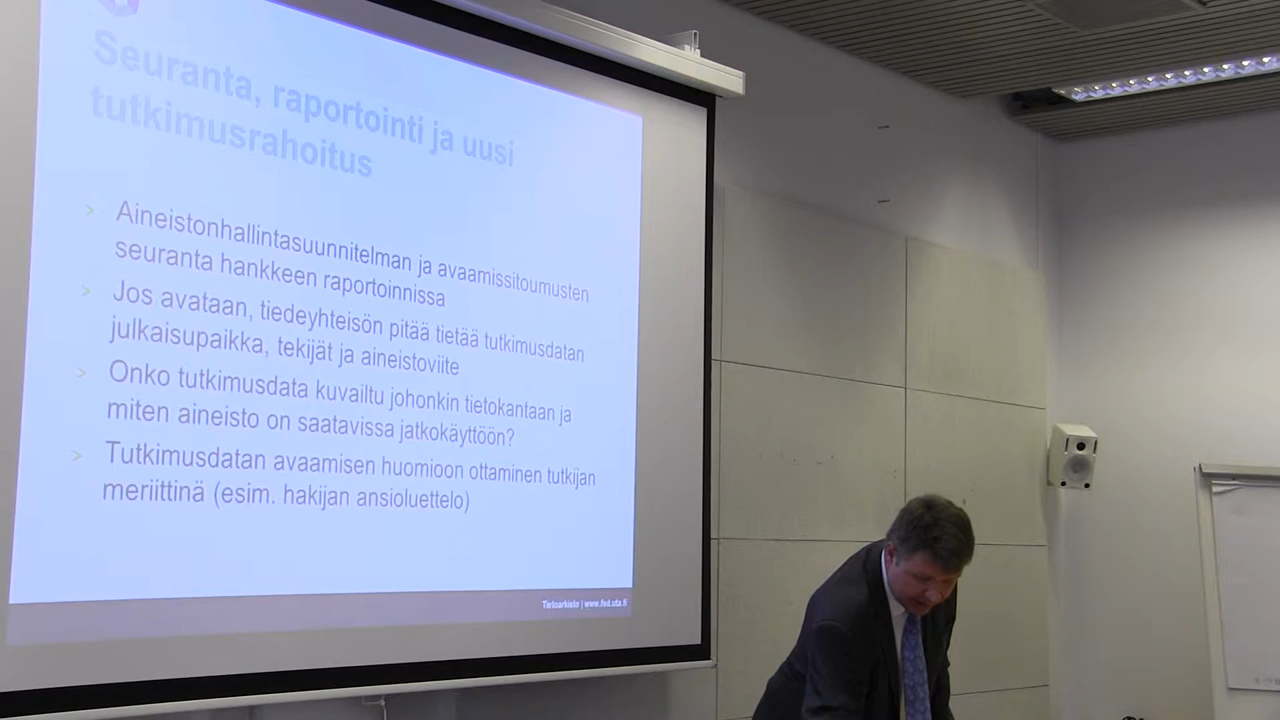 Seuranta, raportointi ja uusi
tutkimusrahoitus
Aineistonhallintasuunnitelman ja avaamissitoumusten
seuranta hankkeen raportoinnissa
Jos avataan, tiedeyhteisön pitää tietää tutkimusdatan
julkaisupaikka, tekijät ja aineistoviite
Onko tutkimusdata kuvailtu johonkin tietokantaan ja
miten aineisto on saatavissa jatkokäyttöön?
Tutkimusdatan avaamisen huomioon ottaminen tutkijan
meriittinä (esim. hakijan ansioluettelo)
Tietoarkisto | www.fsd.uta.fi